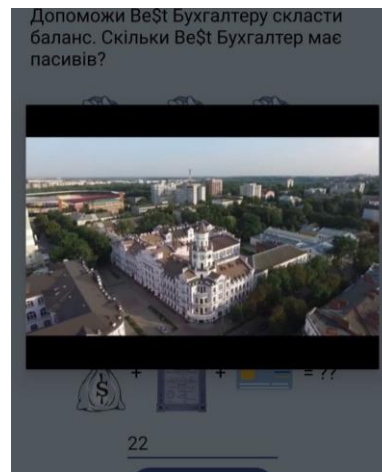 Допоможи Be$t Бухгалтеру скласти
баланс. Скільки Be$t Бухгалтер має
пасивів?
$ + + = ??
22